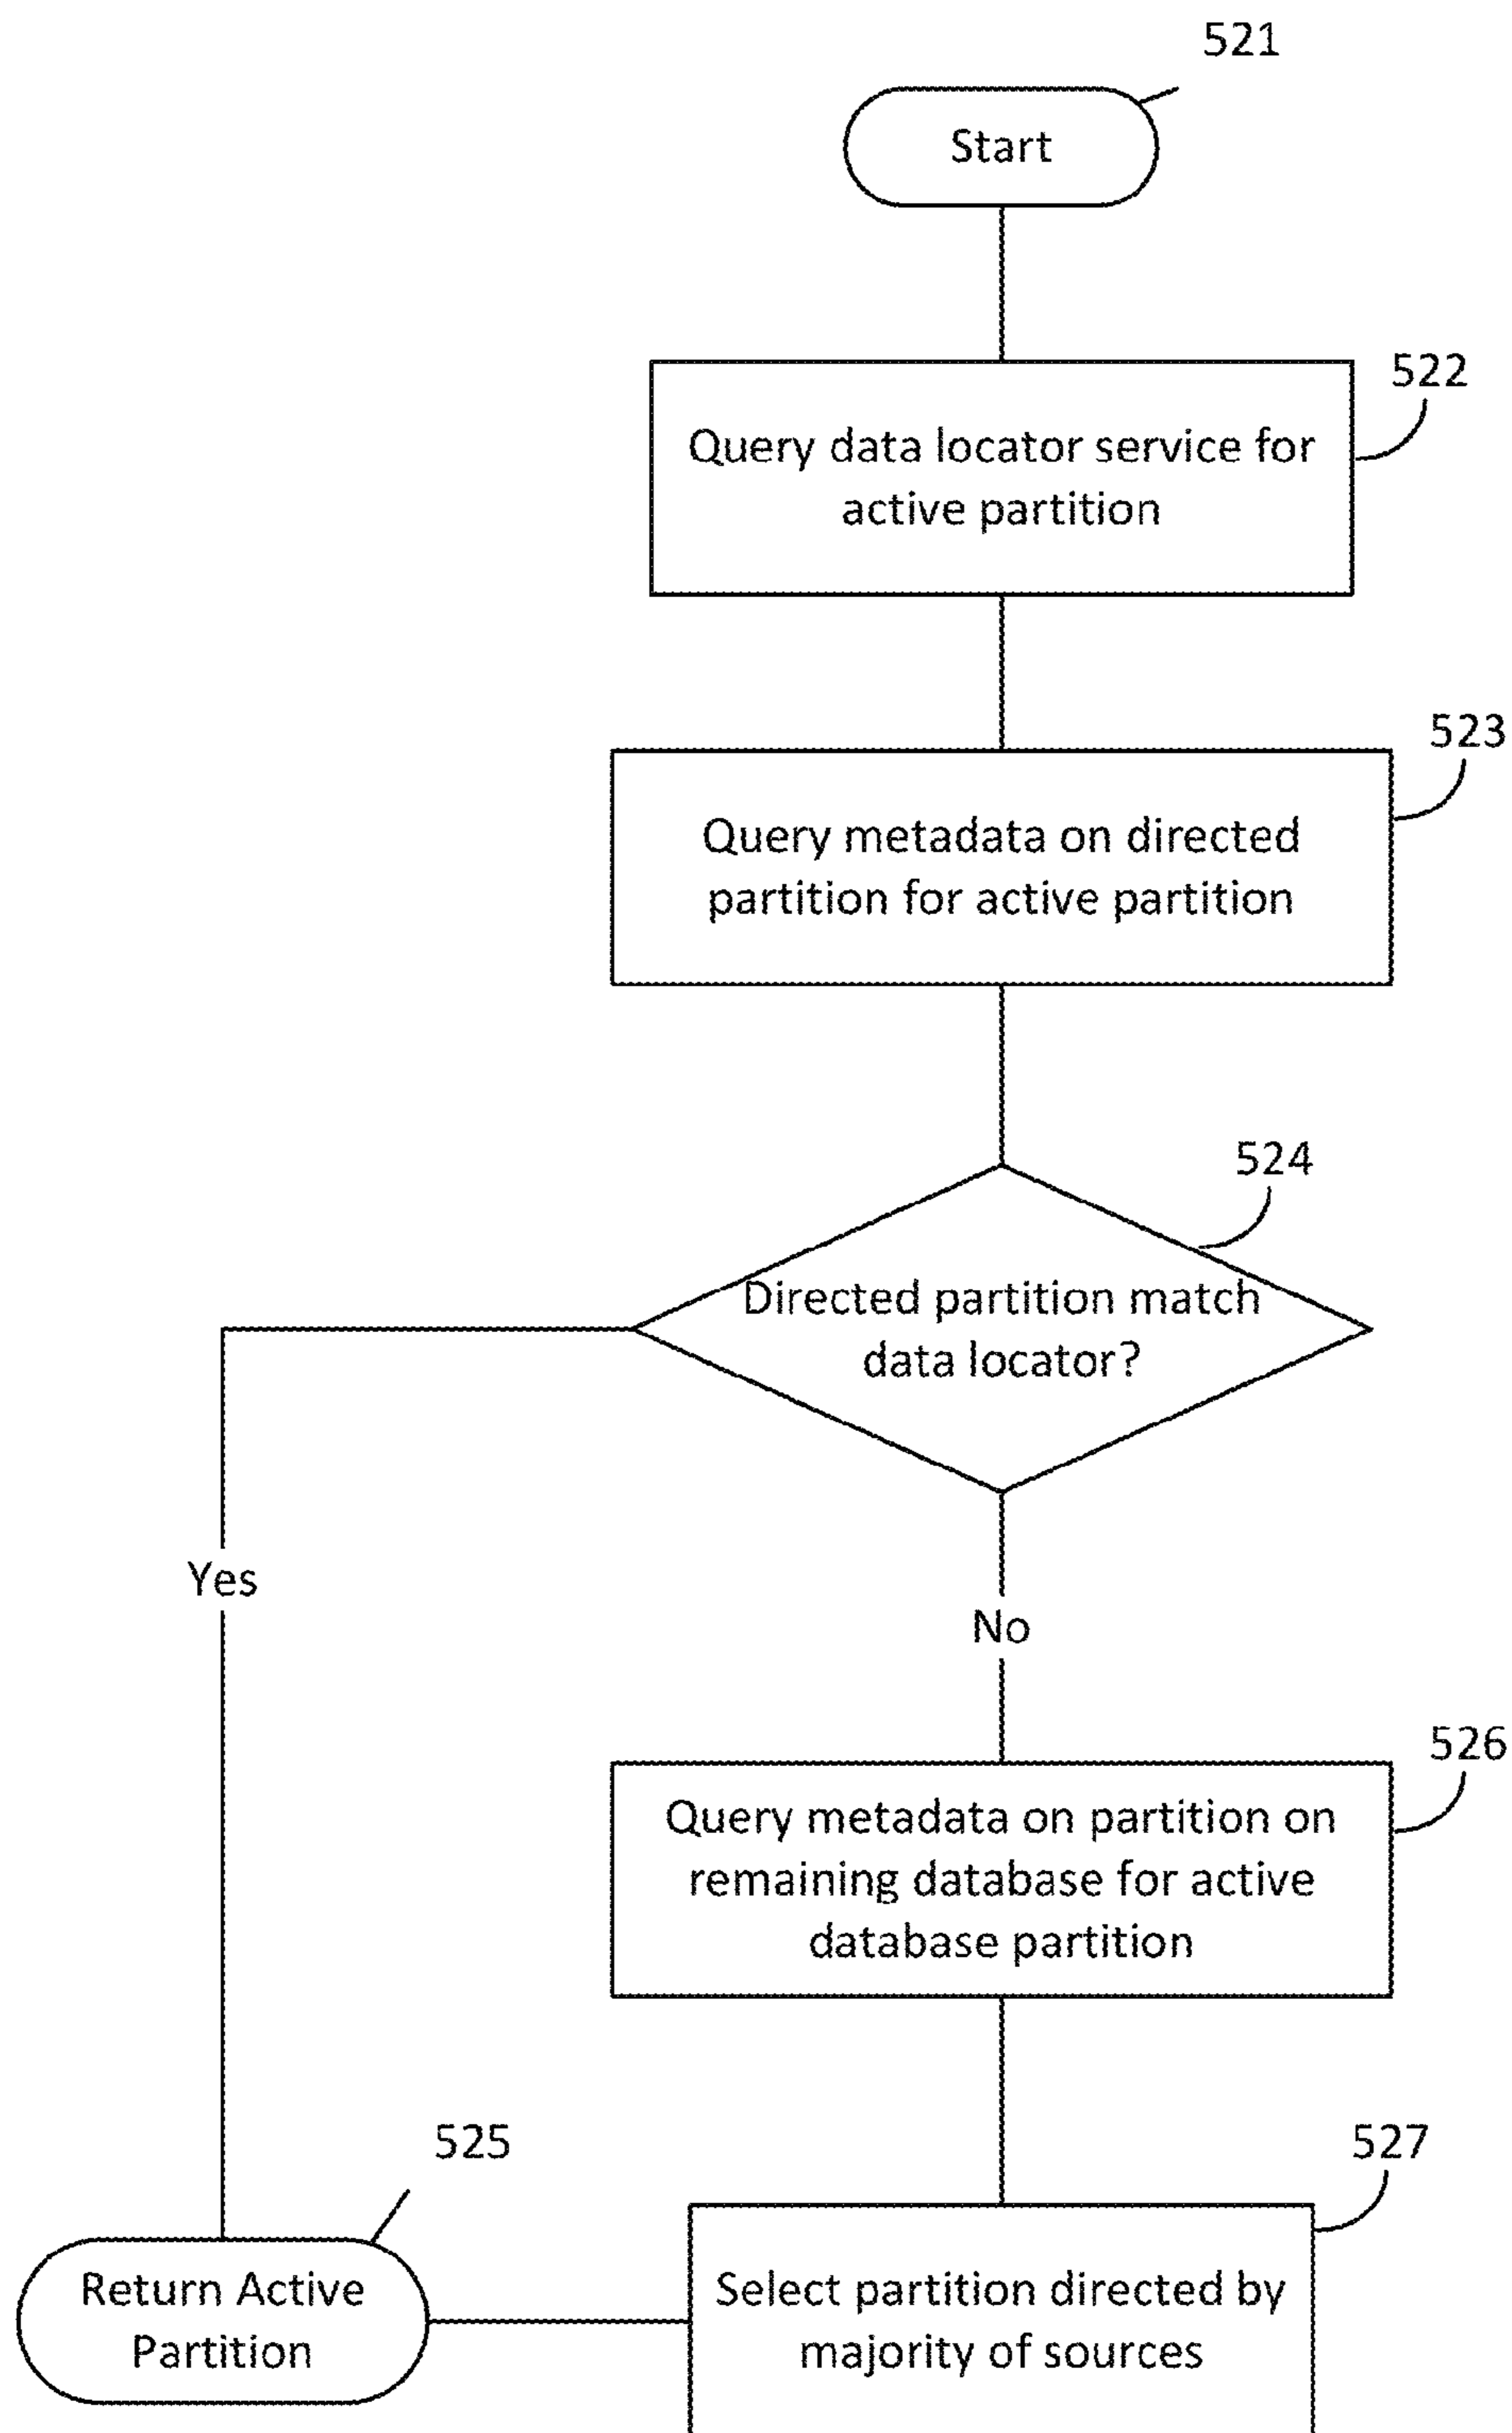 521
Start
522
Query data locator service for
active partition
523
Query metadata on directed
partition for active partition
524
Directed partition match
data locator?
Yes
No
526
Query metadata on partition on
remaining database for active
database partition
525
527
Return Active
Partition
Select partition directed by
majority of sources